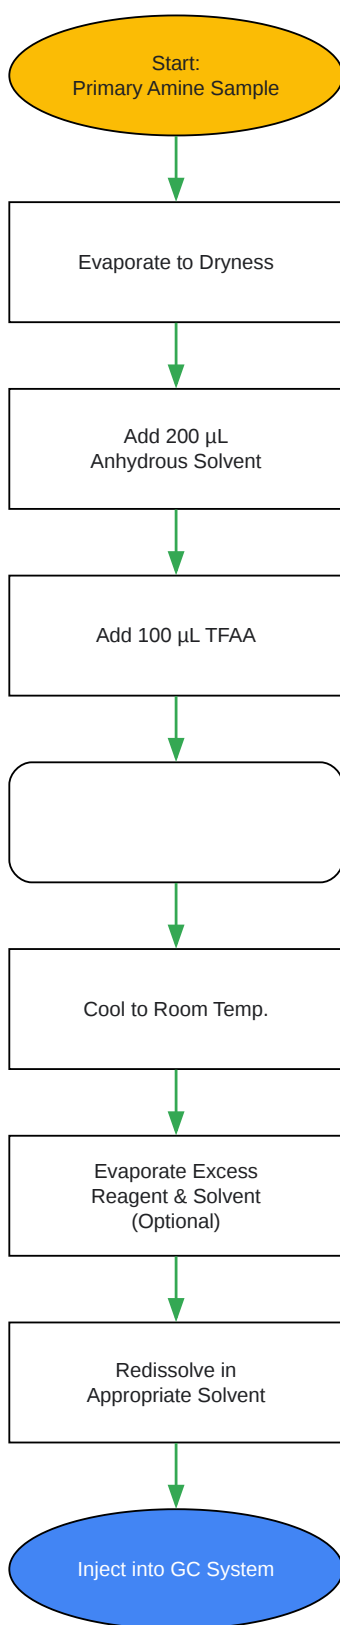 Start:
Primary Amine Sample
Evaporate to Dryness
Add 200 µL
Anhydrous Solvent
Add 100 µL TFAA
Cool to Room Temp.
Evaporate Excess
Reagent & Solvent
(Optional)
Redissolve in
Appropriate Solvent
Inject into GC System